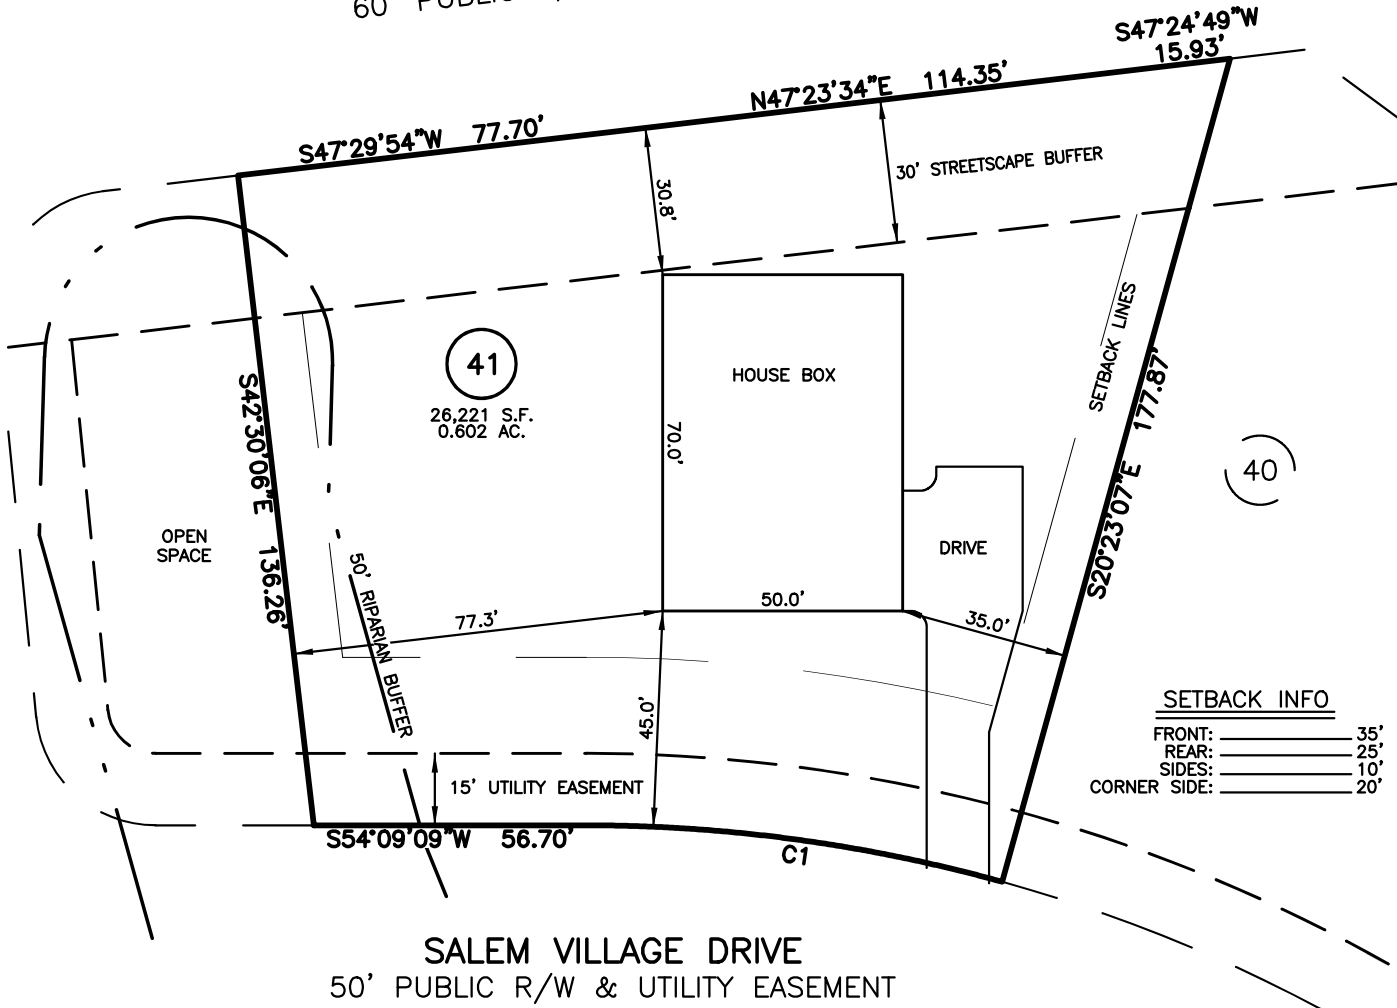 60' PUBLIC
S47°24'49"W
15.93'
N47°23'34"E 114.35'
S47°29'54"W 77.70'
30' STREETSCAPE BUFFER
30.8'
SETBACK LINES
41
26,221 S.F.
0.602 AC.
HOUSE BOX
70.0'
S42°30'06"E 136.26'
S20°23'07"E 177.87'
40
OPEN
SPACE
DRIVE
50' RIPARIAN BUFFER
77.3'
50.0'
35.0'
45.0'
SETBACK INFO
FRONT: 35'
REAR: 25'
SIDES: 10'
CORNER SIDE: 20'
15' UTILITY EASEMENT
S54°09'09"W 56.70'
C1
SALEM VILLAGE DRIVE
50' PUBLIC R/W & UTILITY EASEMENT